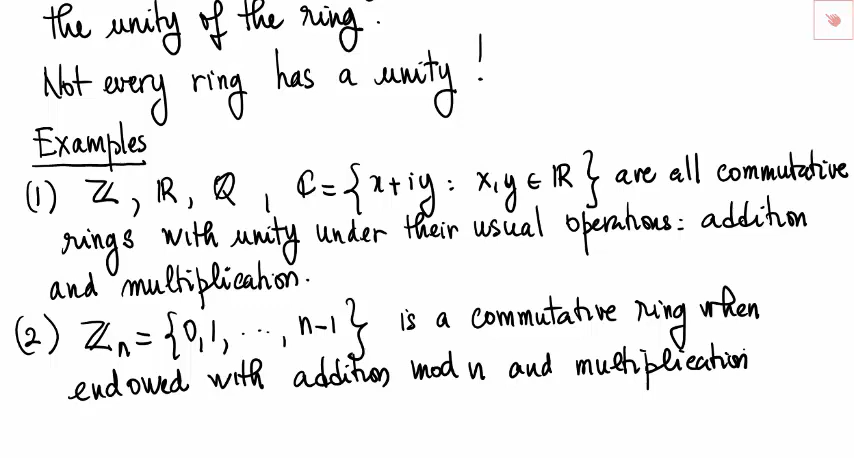 the unity of the ring.
Not every ring has a unity!
Examples
(1) ℤ, ℝ, ℚ, ℂ = {x+iy : x,y ∈ ℝ} are all commutative
rings with unity under their usual operations: addition
and multiplication.
(2) ℤₙ = {0,1, ..., n-1} is a commutative ring when
endowed with addition mod n and multiplication